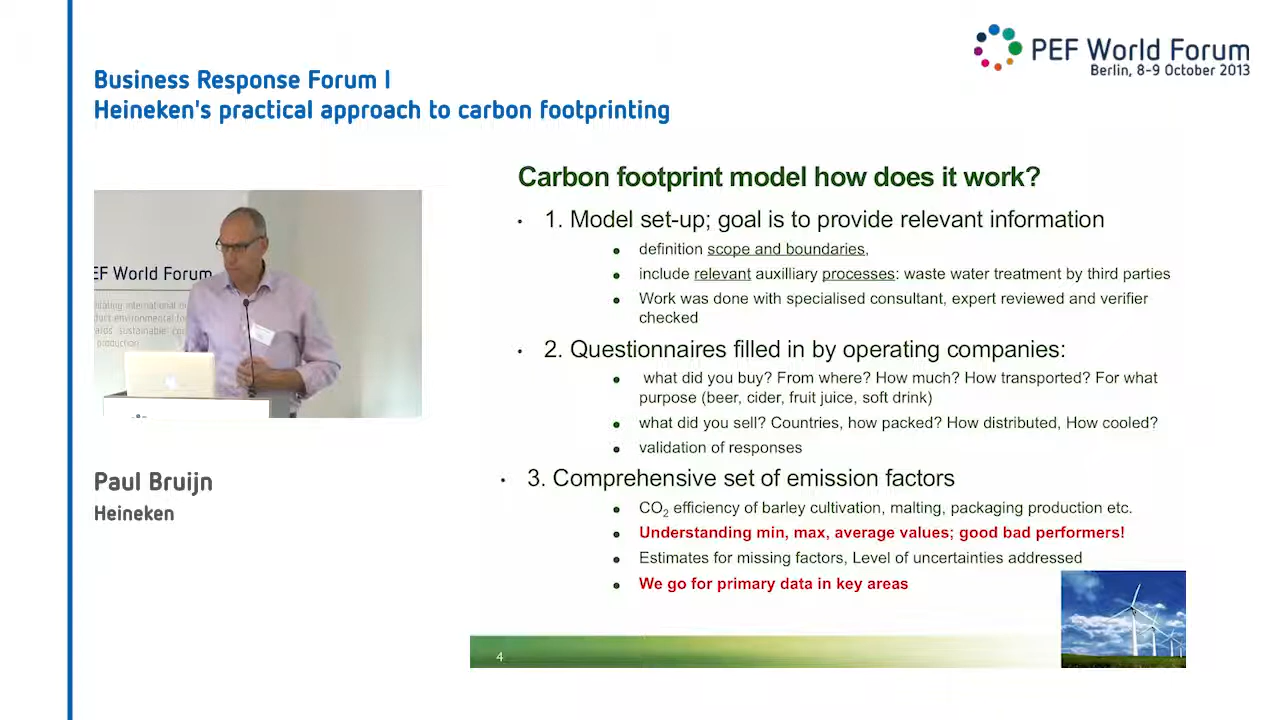 PEF World Forum
Berlin, 8-9 October 2013
Business Response Forum I
Heineken's practical approach to carbon footprinting
EF World Forum
Paul Bruijn
Heineken
Carbon footprint model how does it work?
• 1. Model set-up; goal is to provide relevant information
• definition scope and boundaries,
• include relevant auxilliary processes: waste water treatment by third parties
• Work was done with specialised consultant, expert reviewed and verifier
checked
• 2. Questionnaires filled in by operating companies:
• what did you buy? From where? How much? How transported? For what
purpose (beer, cider, fruit juice, soft drink)
• what did you sell? Countries, how packed? How distributed, How cooled?
• validation of responses
• 3. Comprehensive set of emission factors
• CO₂ efficiency of barley cultivation, malting, packaging production etc.
• Understanding min, max, average values; good bad performers!
• Estimates for missing factors, Level of uncertainties addressed
• We go for primary data in key areas
4